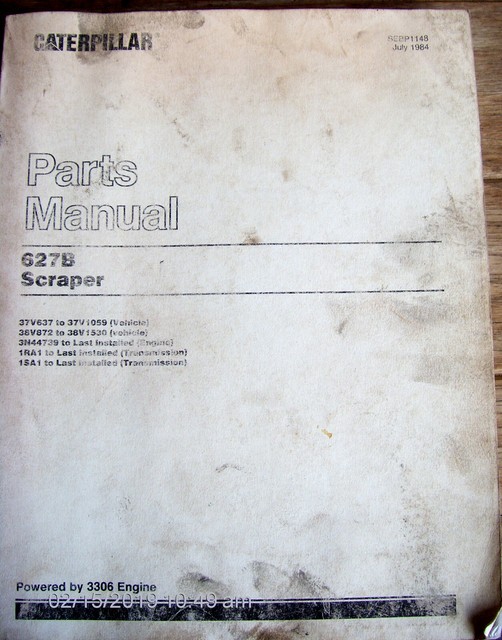 CATERPILLAR
SEBP1148
July 1984
Parts
Manual
627B
Scraper
37V637 to 37V1059 (Vehicle)
38V872 to 38V1530 (vehicle)
3N44739 to Last Installed (Engine)
1RA1 to Last Installed (Transmission)
1SA1 to Last Installed (Transmission)
Powered by 3306 Engine
02/15/2019 10:49 am